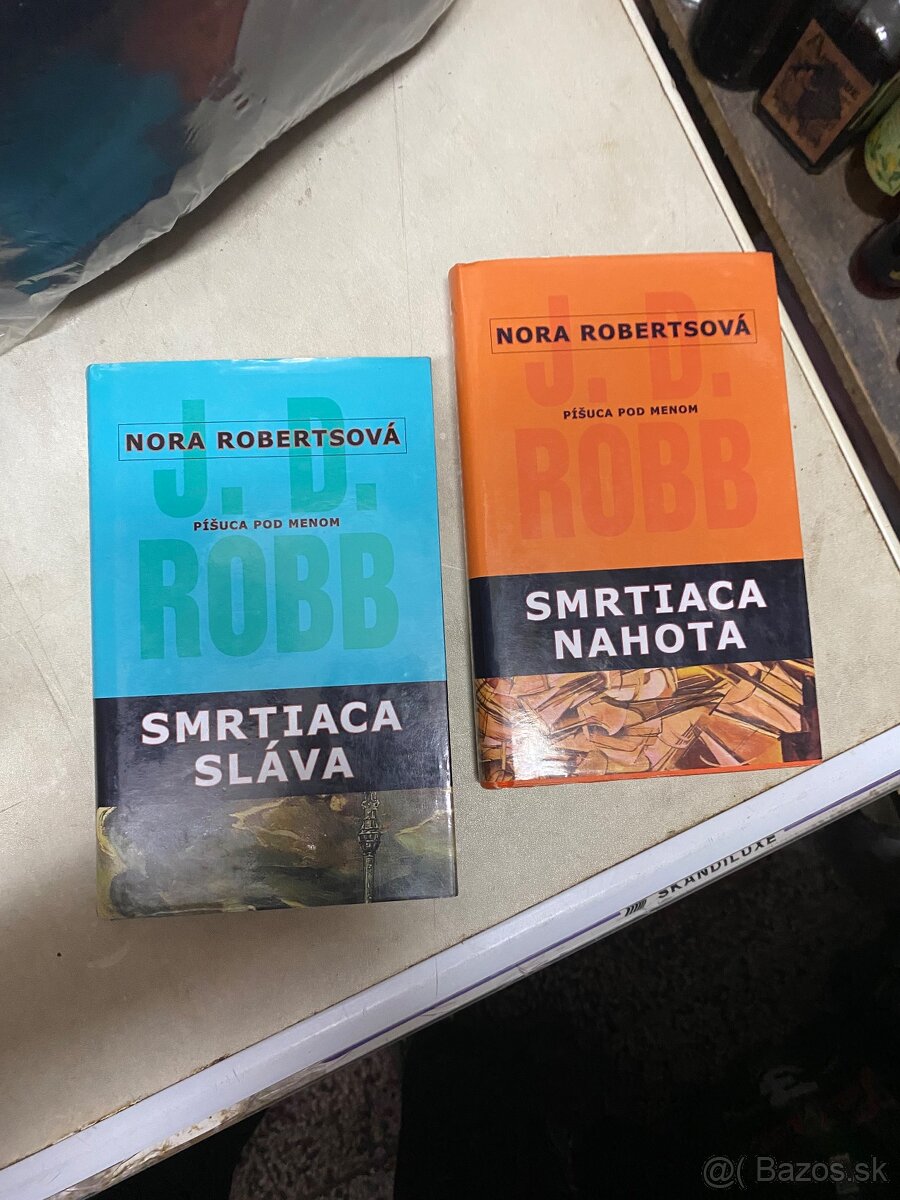 J. D.
NORA ROBERTSOVÁ
PÍŠUCA POD MENOM
ROBB
SMRTIACA
SLÁVA
J. D.
NORA ROBERTSOVÁ
PÍŠUCA POD MENOM
ROBB
SMRTIACA
NAHOTA
SKANDILUXE
@( Bazos.sk